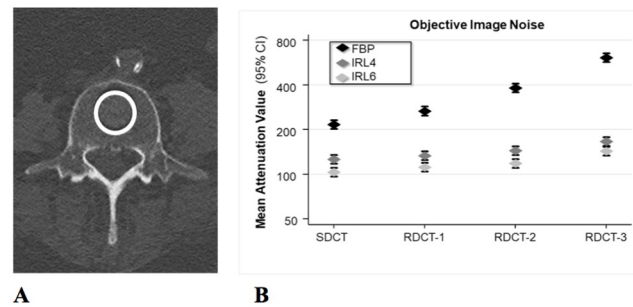 Objective Image Noise
Mean Attenuation Value (95% CI)
800
400
200
100
50
FBP
IRL4
IRL6
SDCT
RDCT-1
RDCT-2
RDCT-3
A
B